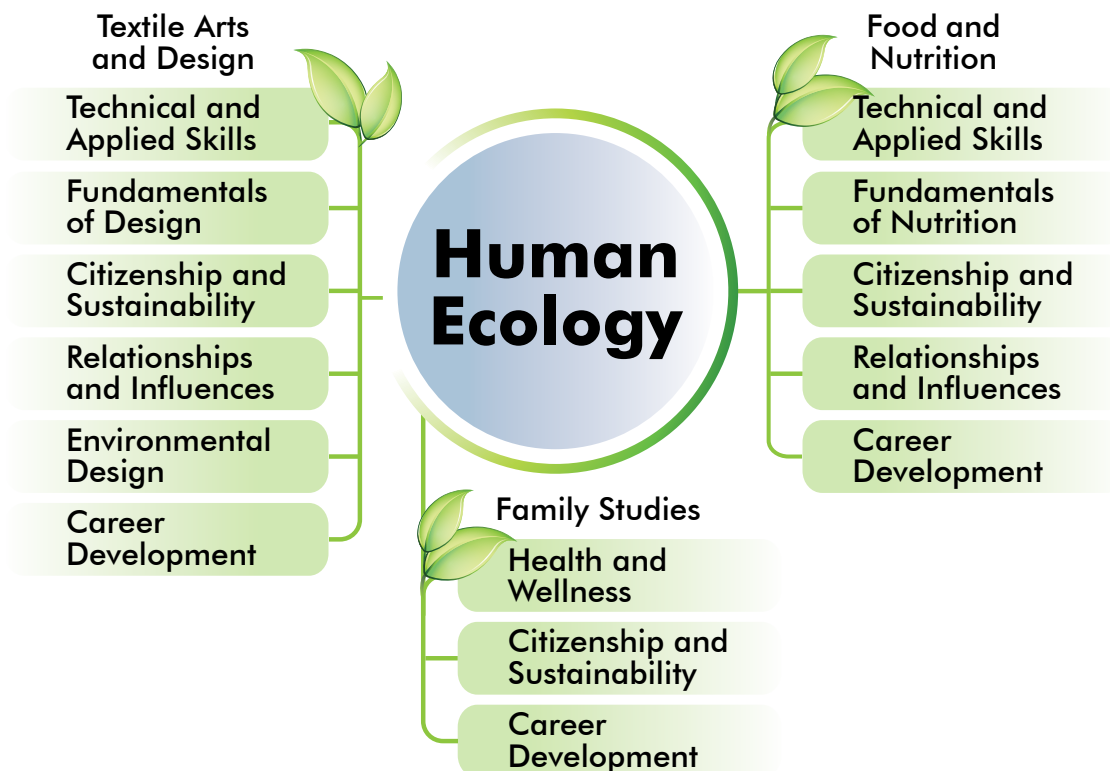 Textile Arts
and Design
Technical and
Applied Skills
Fundamentals
of Design
Citizenship and
Sustainability
Relationships
and Influences
Environmental
Design
Career
Development
Human
Ecology
Family Studies
Health and
Wellness
Citizenship and
Sustainability
Career
Development
Food and
Nutrition
Technical and
Applied Skills
Fundamentals
of Nutrition
Citizenship and
Sustainability
Relationships
and Influences
Career
Development